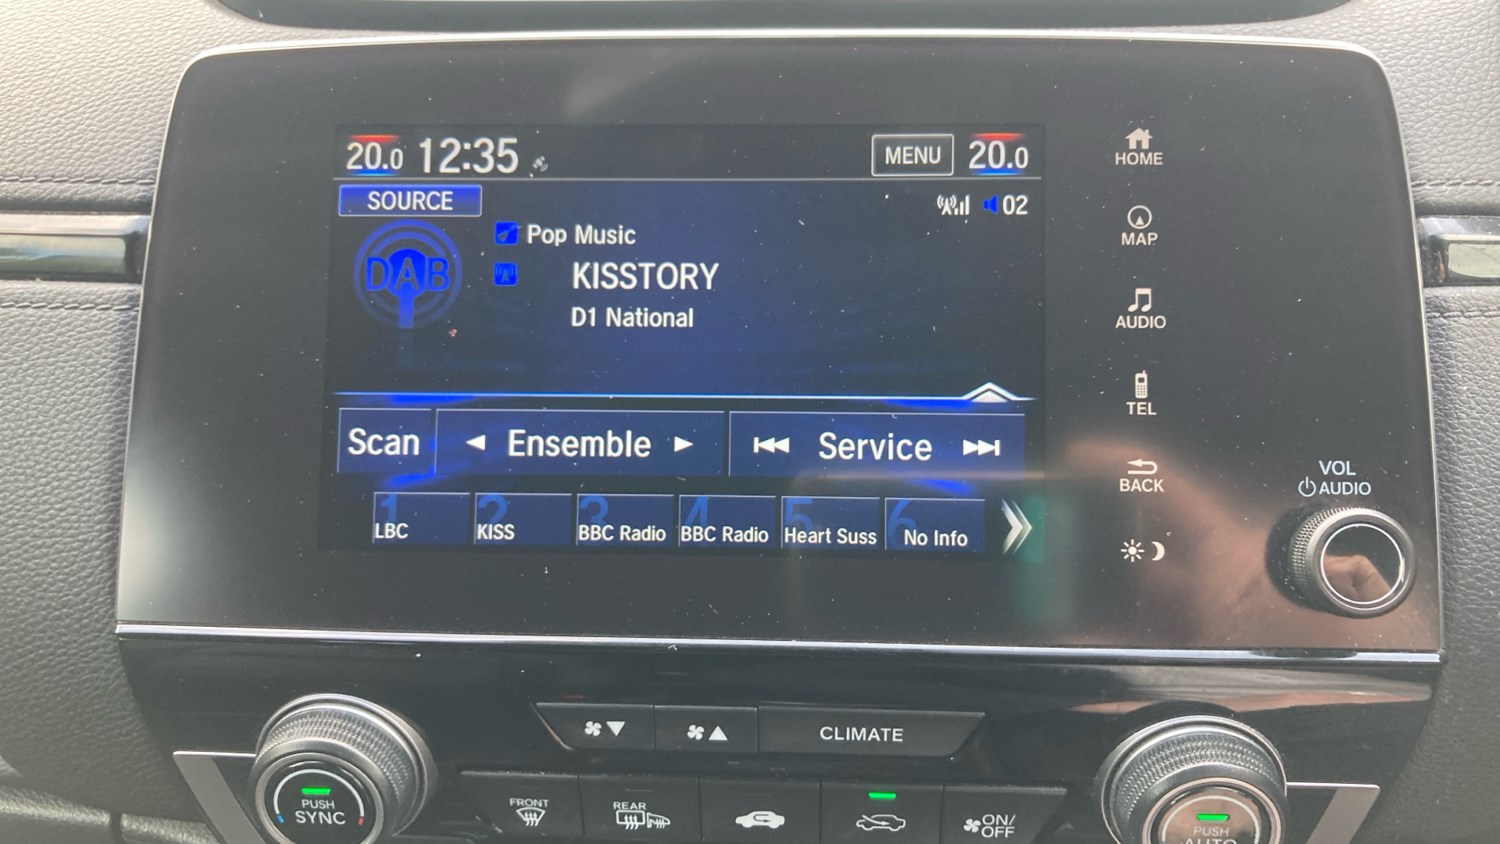 20.0 12:35 MENU 20.0
HOME
SOURCE
02
DAB
Pop Music
MAP
KISSTORY
D1 National
AUDIO
TEL
Scan
Ensemble
Service
BACK
VOL
AUDIO
1 LBC
2 KISS
3 BBC Radio
4 BBC Radio
5 Heart Suss
6 No Info
CLIMATE
PUSH
SYNC
FRONT
REAR
ON/
OFF
PUSH
AUTO